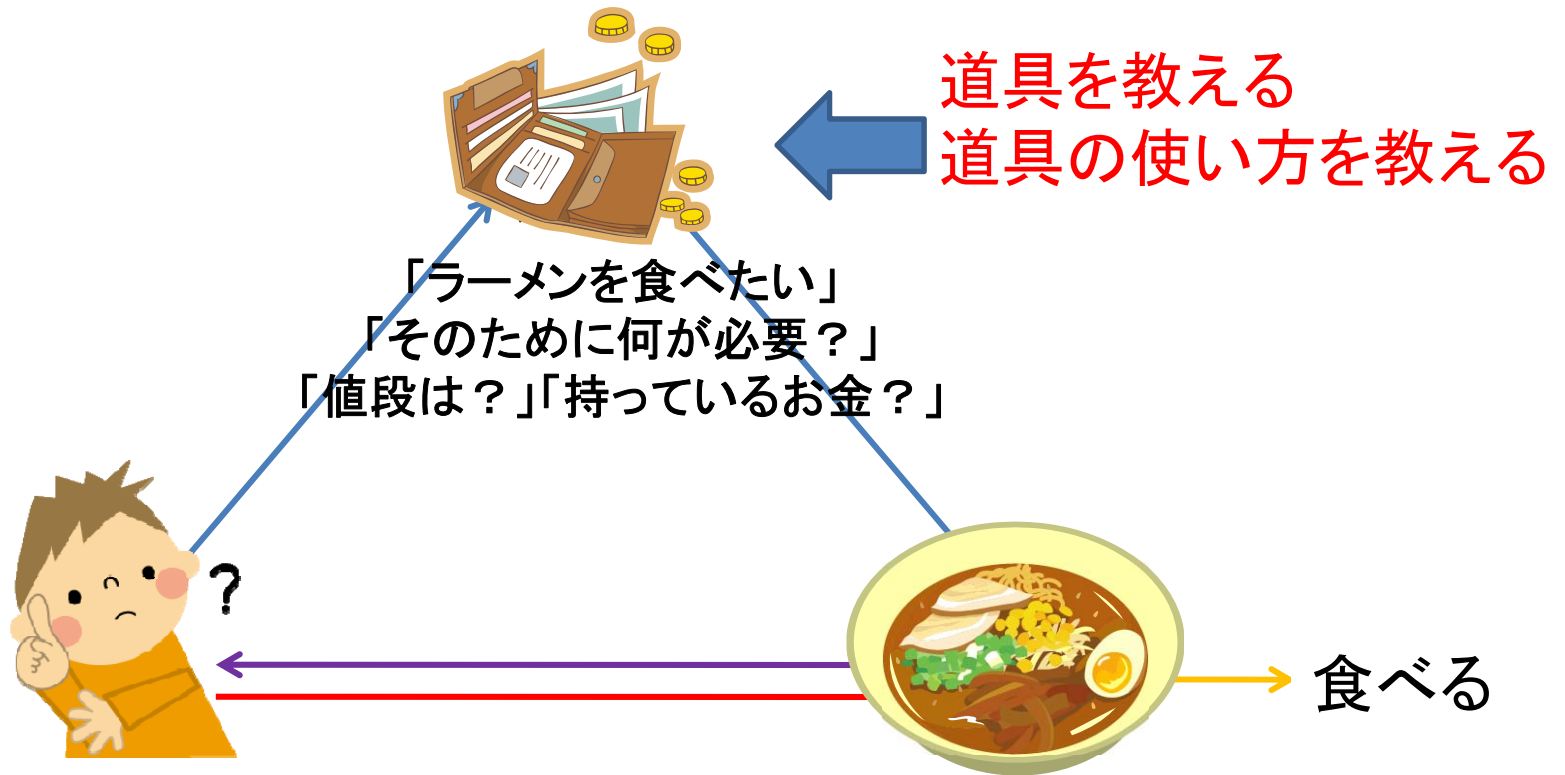 道具を教える
道具の使い方を教える
「ラーメンを食べたい」
「そのために何が必要？」
「値段は？」「持っているお金？」
?
食べる